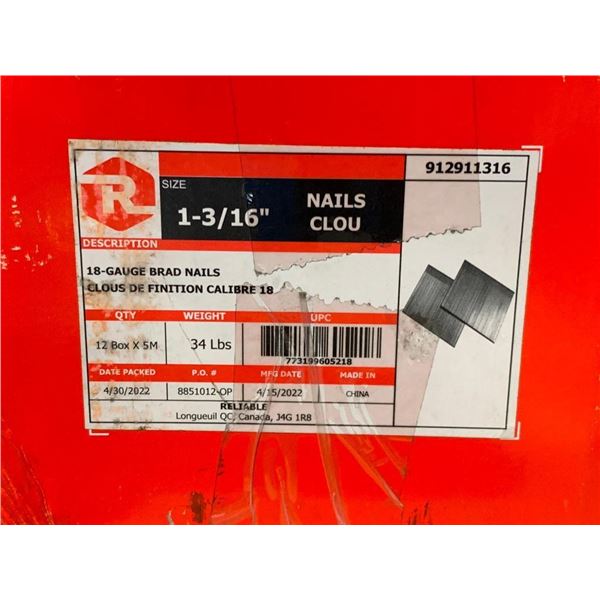 R
SIZE
912911316
S
1-3/16"
NAILS
CLOU
DESCRIPTION
18-GAUGE BRAD NAILS
CLOUS DE FINITION CALIBRE 18
QTY WEIGHT UPC
12 Box X 5M 34 Lbs
773199605218
DATE PACKED P.O. # MFG DATE MADE IN
4/30/2022 8851012-OP 4/15/2022 CHINA
RELIABLE
Longueuil QC, Canada, J4G 1R8